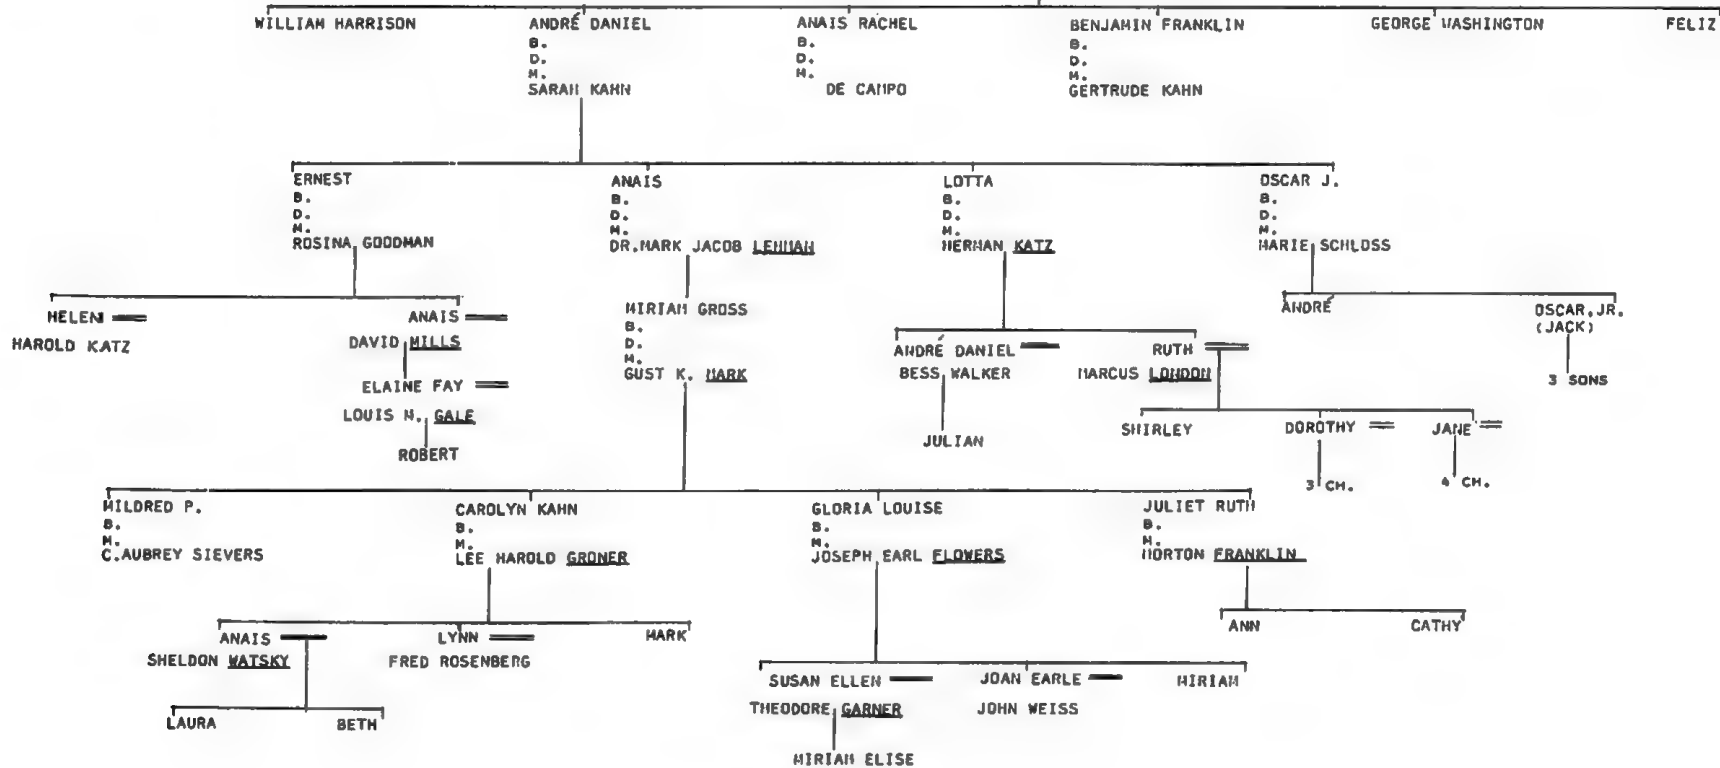 WILLIAM HARRISON
ANDRÉ DANIEL
B.
D.
M.
SARAH KAHN
ANAIS RACHEL
B.
D.
M.
DE CAMPO
BENJAMIN FRANKLIN
B.
D.
M.
GERTRUDE KAHN
GEORGE WASHINGTON
FELIZ
ERNEST
B.
D.
M.
ROSINA GOODMAN
ANAIS
B.
D.
M.
DR.MARK JACOB LEHMAN
LOTTA
B.
D.
M.
HERMAN KATZ
OSCAR J.
B.
D.
M.
MARIE SCHLOSS
HELEN
HAROLD KATZ
ANAIS
DAVID MILLS
ELAINE FAY
LOUIS M. GALE
ROBERT
MIRIAM GROSS
B.
D.
M.
GUST K. MARK
ANDRÉ DANIEL
BESS WALKER
JULIAN
RUTH
MARCUS LONDON
SHIRLEY
DOROTHY
3 CH.
JANE
4 CH.
ANDRÉ
OSCAR, JR.
(JACK)
3 SONS
MILDRED P.
B.
M.
C.AUBREY SIEVERS
CAROLYN KAHN
B.
M.
LEE HAROLD GRONER
GLORIA LOUISE
B.
M.
JOSEPH EARL FLOWERS
JULIET RUTH
B.
M.
MORTON FRANKLIN
ANAIS
SHELDON WATSKY
LYNN
FRED ROSENBERG
MARK
LAURA
BETH
SUSAN ELLEN
THEODORE GARNER
MIRIAM ELISE
JOAN EARLE
JOHN WEISS
MIRIAM
ANN
CATHY